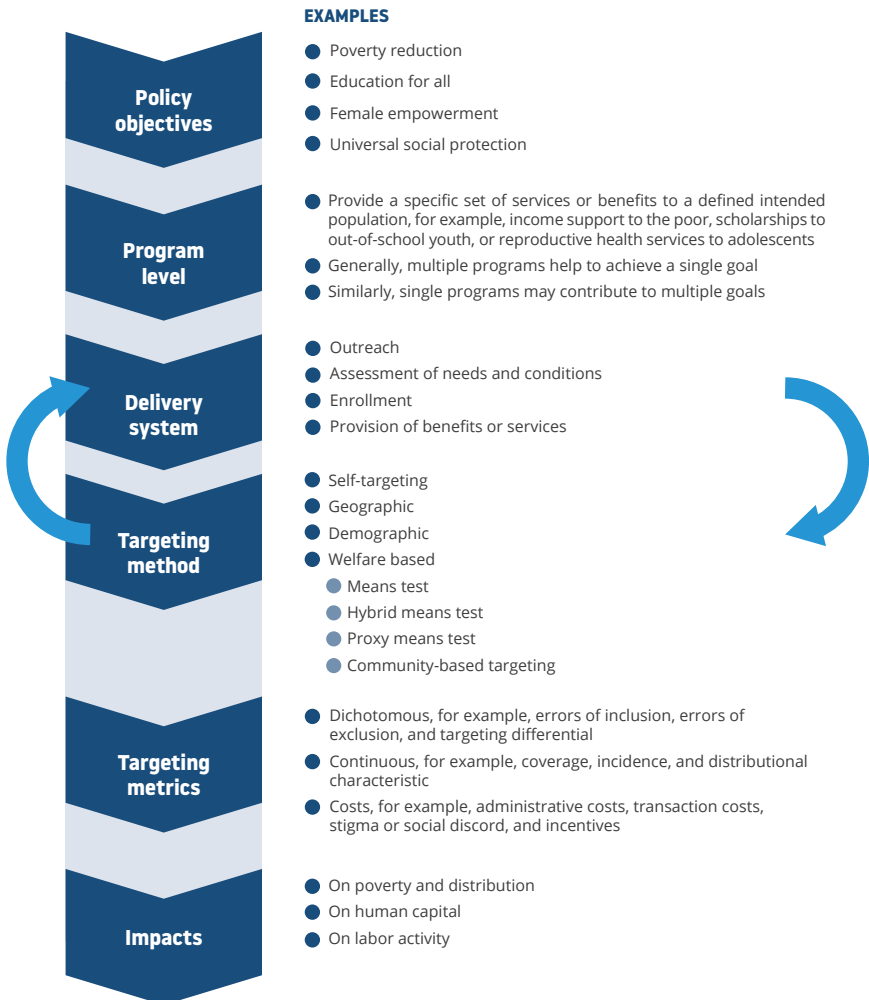 EXAMPLES
Policy
objectives
Poverty reduction
Education for all
Female empowerment
Universal social protection
Program
level
Provide a specific set of services or benefits to a defined intended
population, for example, income support to the poor, scholarships to
out-of-school youth, or reproductive health services to adolescents
Generally, multiple programs help to achieve a single goal
Similarly, single programs may contribute to multiple goals
Delivery
system
Outreach
Assessment of needs and conditions
Enrollment
Provision of benefits or services
Targeting
method
Self-targeting
Geographic
Demographic
Welfare based
Means test
Hybrid means test
Proxy means test
Community-based targeting
Targeting
metrics
Dichotomous, for example, errors of inclusion, errors of
exclusion, and targeting differential
Continuous, for example, coverage, incidence, and distributional
characteristic
Costs, for example, administrative costs, transaction costs,
stigma or social discord, and incentives
Impacts
On poverty and distribution
On human capital
On labor activity